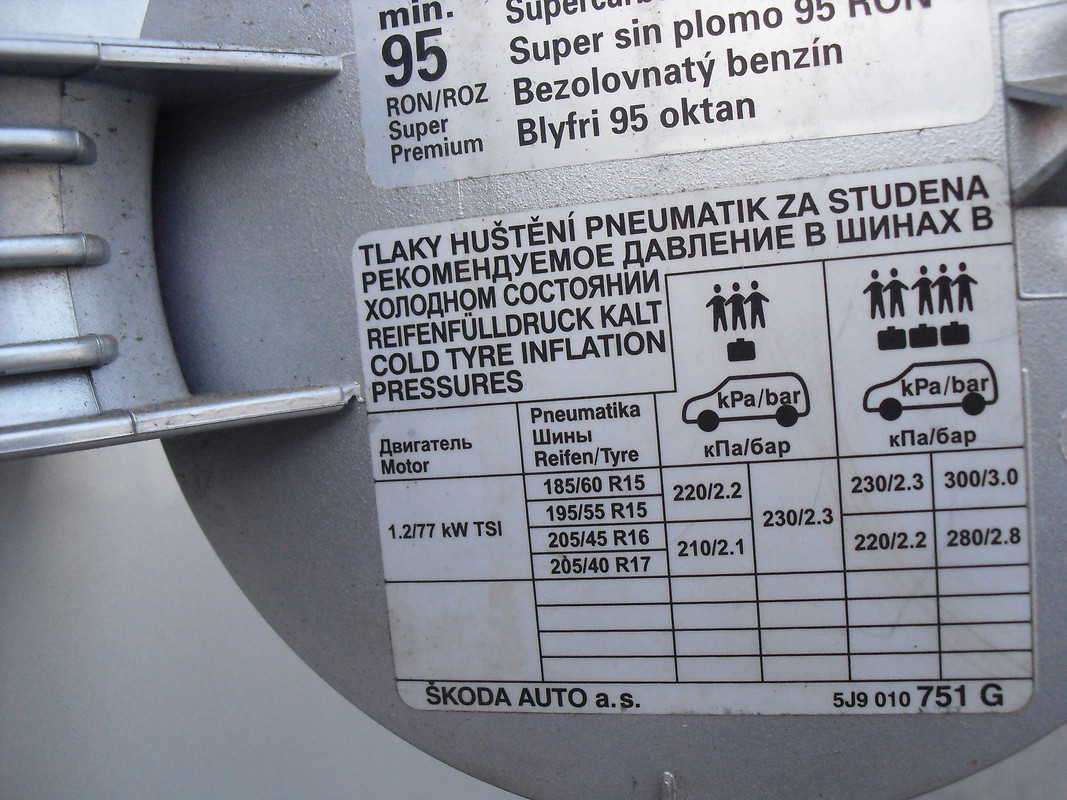 min.
95
RON/ROZ
Super
Premium
Super sin plomo 95 RON
Bezolovnatý benzín
Blyfri 95 oktan
TLAKY HUŠTĚNÍ PNEUMATIK ZA STUDENA
РЕКОМЕНДУЕМОЕ ДАВЛЕНИЕ В ШИНАХ В
ХОЛОДНОМ СОСТОЯНИИ
REIFENFÜLLDRUCK KALT
COLD TYRE INFLATION
PRESSURES
kPa/bar
кПа/бар
kPa/bar
кПа/бар
Двигатель
Motor
Pneumatika
Шины
Reifen/Tyre
1.2/77 kW TSI
185/60 R15
195/55 R15
205/45 R16
205/40 R17
220/2.2
210/2.1
230/2.3
230/2.3
300/3.0
220/2.2
280/2.8
ŠKODA AUTO a.s.
5J9 010 751 G